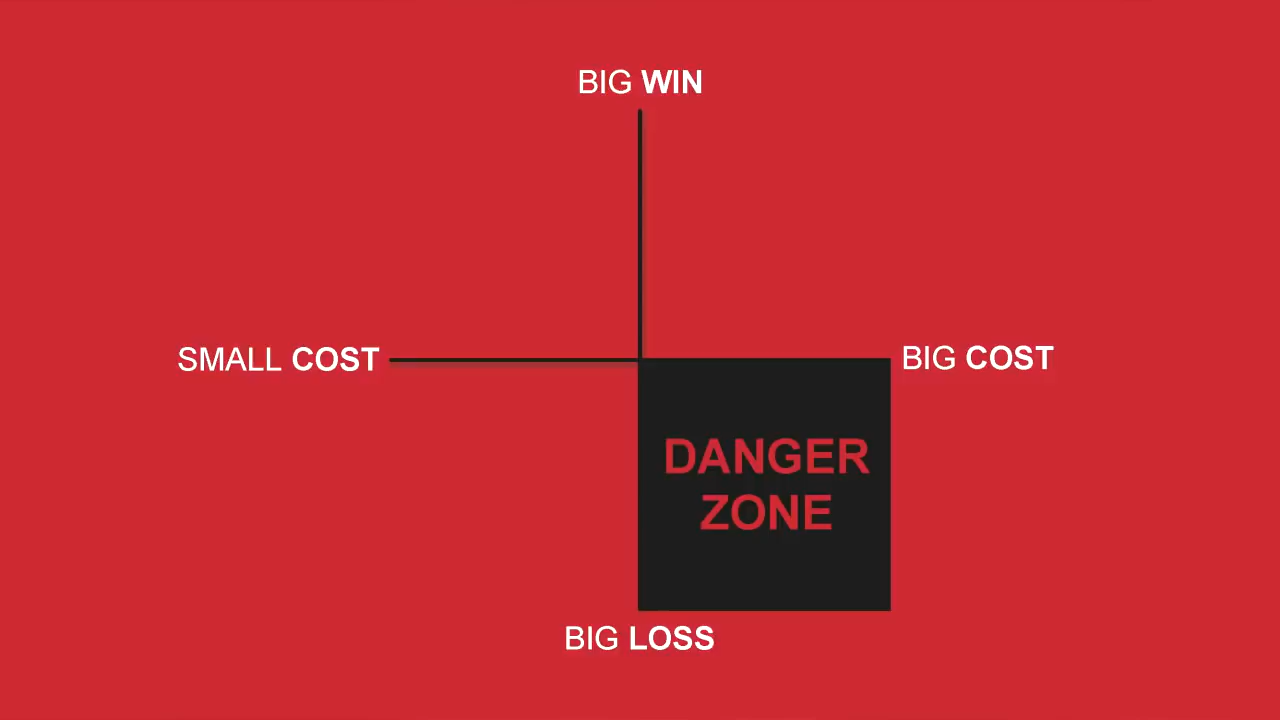 BIG WIN
SMALL COST
BIG COST
DANGER
ZONE
BIG LOSS